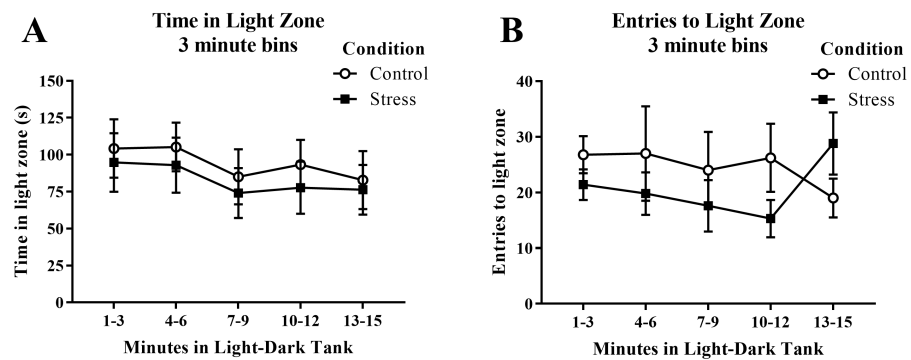 A
Time in Light Zone
3 minute bins
Condition
Control
Stress
Time in light zone (s)
150
125
100
75
50
25
0
1-3
4-6
7-9
10-12
13-15
Minutes in Light-Dark Tank
B
Entries to Light Zone
3 minute bins
Condition
Control
Stress
Entries to light zone
40
30
20
10
0
1-3
4-6
7-9
10-12
13-15
Minutes in Light-Dark Tank